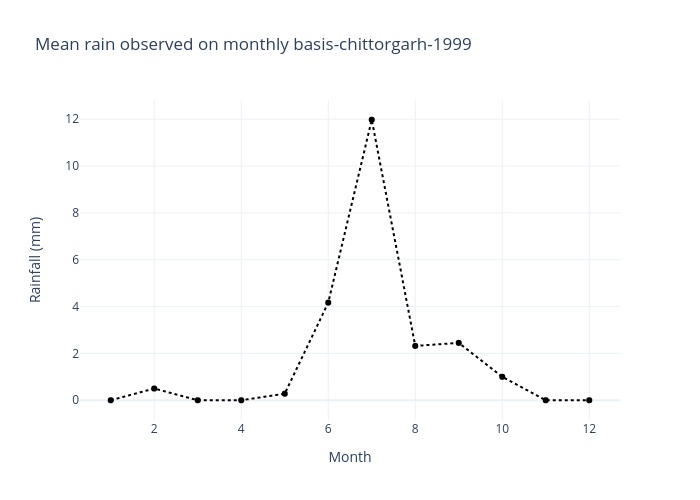 Mean rain observed on monthly basis-chittorgarh-1999
12
10
8
6
4
2
0
Rainfall (mm)
2 4 6 8 10 12
Month